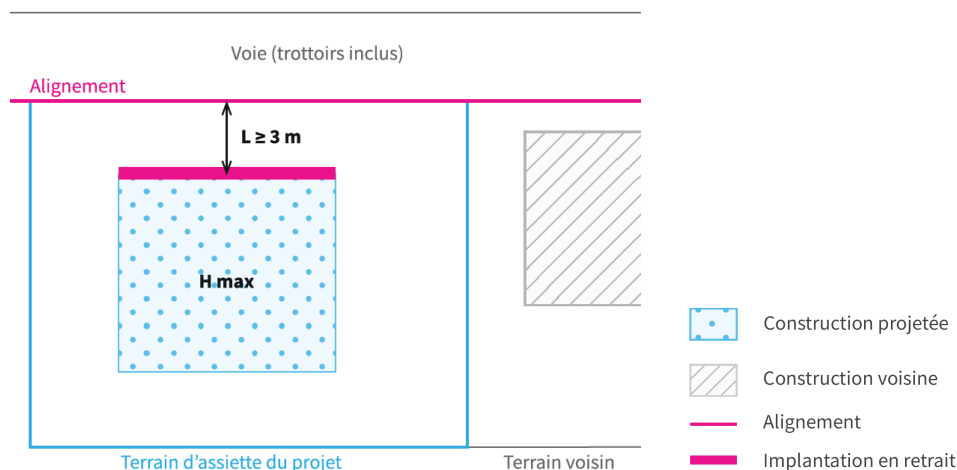 Voie (trottoirs inclus)
Alignement
L ≥ 3 m
H max
Construction projetée
Construction voisine
Alignement
Implantation en retrait
Terrain d'assiette du projet
Terrain voisin